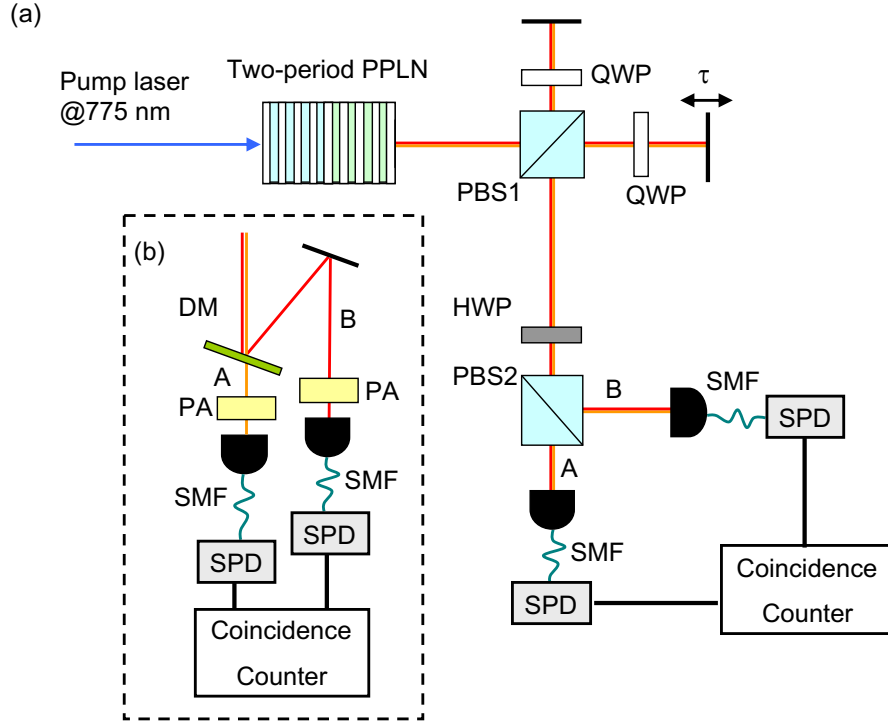 (a)
Pump laser
@775 nm
Two-period PPLN
QWP
τ
PBS1
QWP
HWP
PBS2
B
SMF
SPD
A
SMF
SPD
Coincidence
Counter
(b)
DM
B
A
PA
PA
SMF
SMF
SPD
SPD
Coincidence
Counter